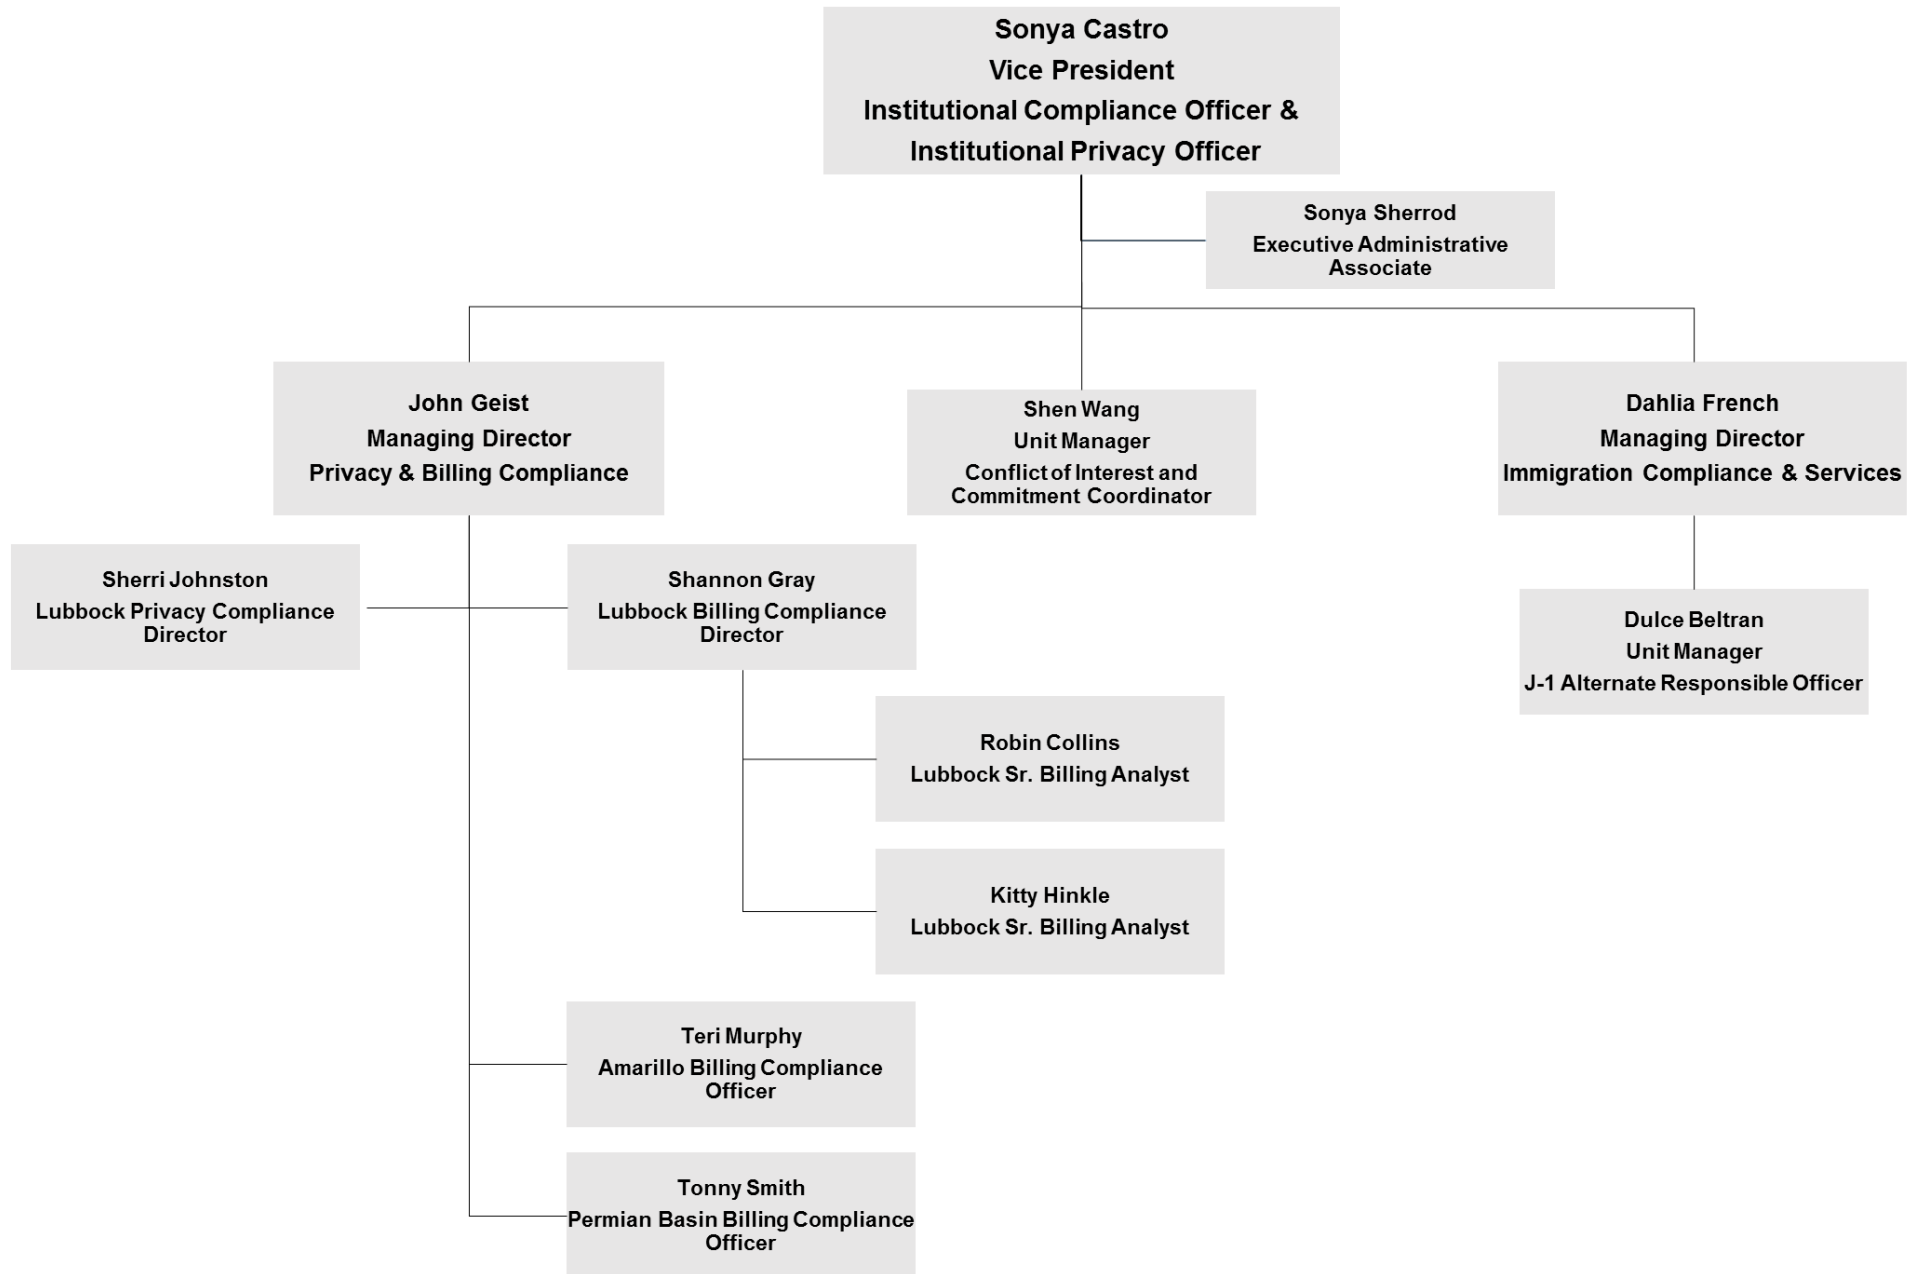 Sonya Castro
Vice President
Institutional Compliance Officer &
Institutional Privacy Officer
Sonya Sherrod
Executive Administrative
Associate
John Geist
Managing Director
Privacy & Billing Compliance
Shen Wang
Unit Manager
Conflict of Interest and
Commitment Coordinator
Dahlia French
Managing Director
Immigration Compliance & Services
Sherri Johnston
Lubbock Privacy Compliance
Director
Shannon Gray
Lubbock Billing Compliance
Director
Dulce Beltran
Unit Manager
J-1 Alternate Responsible Officer
Robin Collins
Lubbock Sr. Billing Analyst
Kitty Hinkle
Lubbock Sr. Billing Analyst
Teri Murphy
Amarillo Billing Compliance
Officer
Tonny Smith
Permian Basin Billing Compliance
Officer